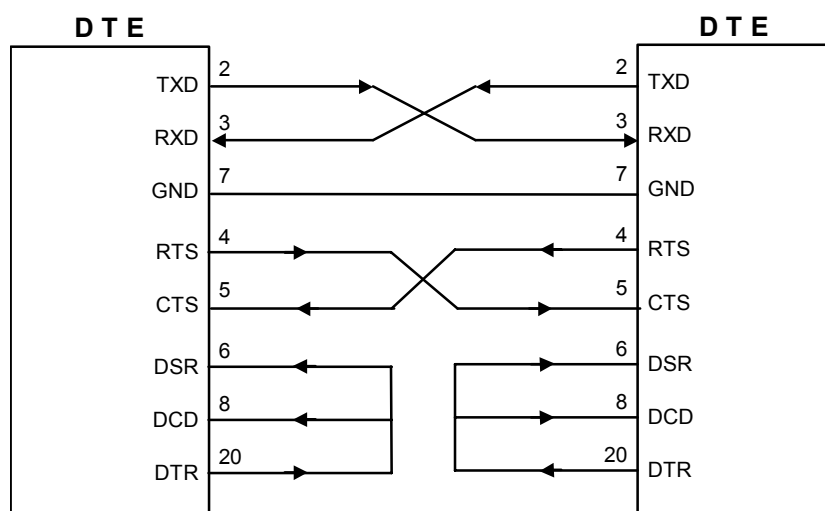 D T E D T E
TXD 2 2 TXD
RXD 3 3 RXD
GND 7 7 GND
RTS 4 4 RTS
CTS 5 5 CTS
DSR 6 6 DSR
DCD 8 8 DCD
DTR 20 20 DTR